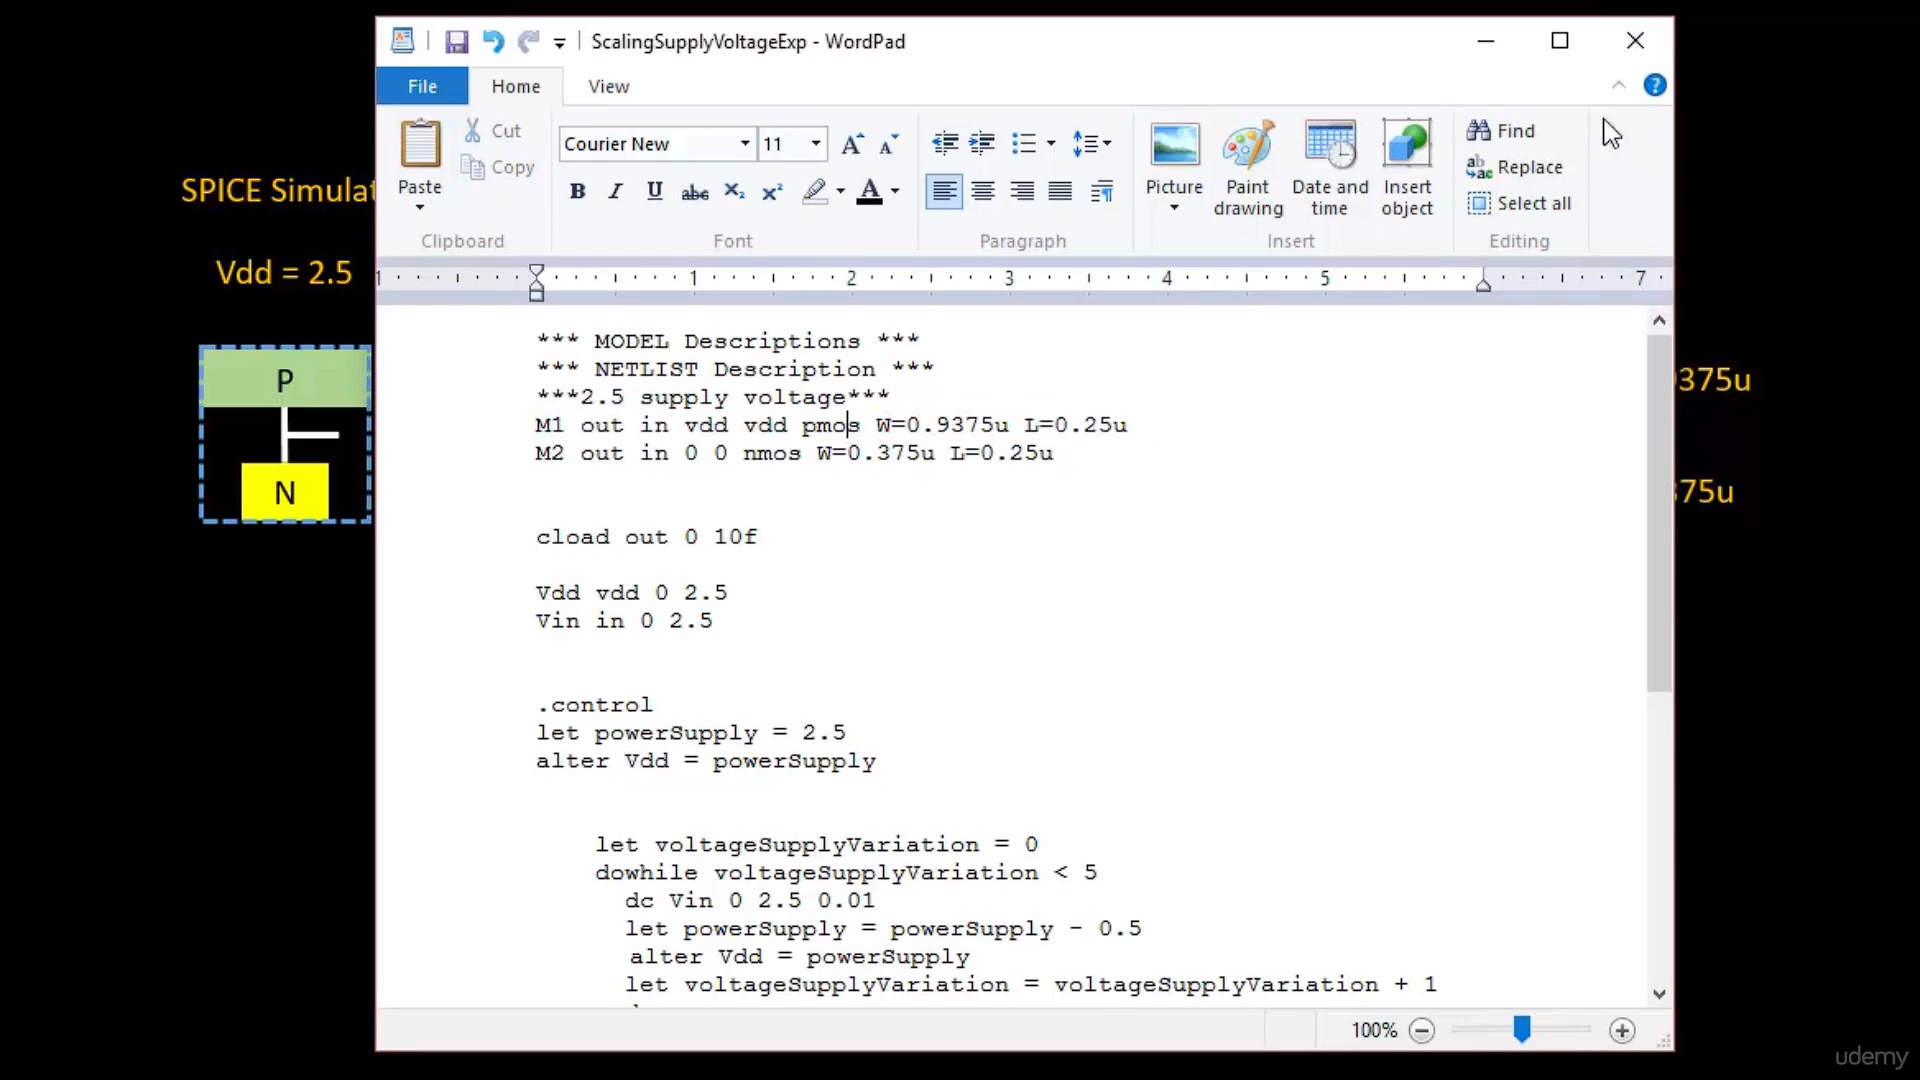 ScalingSupplyVoltageExp - WordPad
File Home View
Paste
Cut
Copy
Clipboard
Courier New 11
B I U abc X₂ X²
A
Font
Paragraph
Picture
Paint drawing
Date and time
Insert object
Insert
Find
Replace
Select all
Editing
1 1 2 3 4 5 7
SPICE Simulat
Vdd = 2.5
P
N
375u
75u
*** MODEL Descriptions ***
*** NETLIST Description ***
***2.5 supply voltage***
M1 out in vdd vdd pmos W=0.9375u L=0.25u
M2 out in 0 0 nmos W=0.375u L=0.25u
cload out 0 10f
Vdd vdd 0 2.5
Vin in 0 2.5
.control
let powerSupply = 2.5
alter Vdd = powerSupply
let voltageSupplyVariation = 0
dowhile voltageSupplyVariation < 5
dc Vin 0 2.5 0.01
let powerSupply = powerSupply - 0.5
alter Vdd = powerSupply
let voltageSupplyVariation = voltageSupplyVariation + 1
100%
udemy